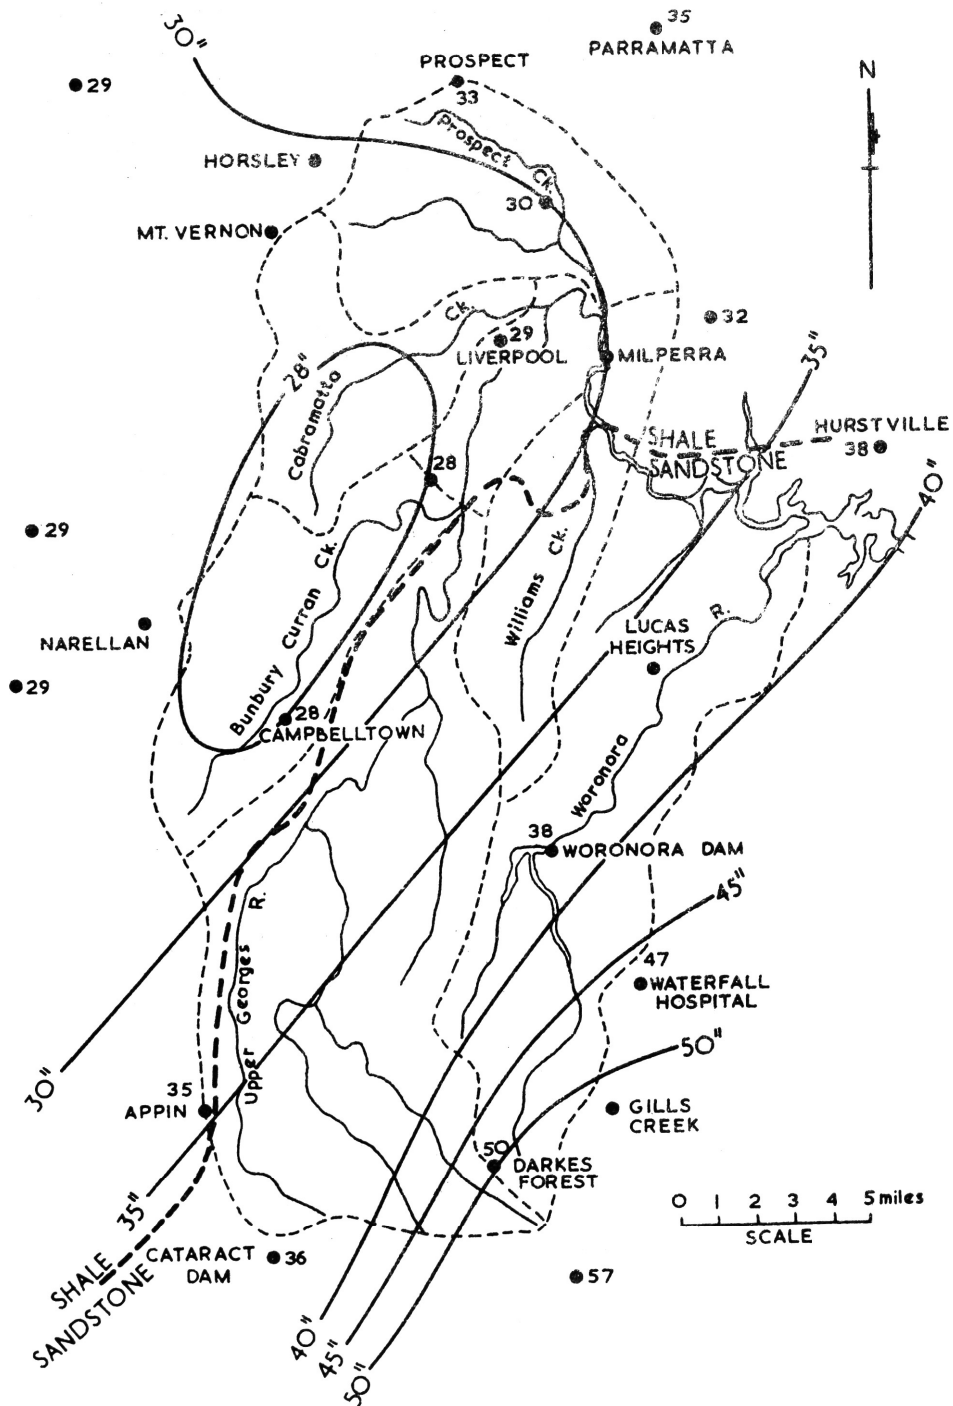 30"
35
PARRAMATTA
PROSPECT
33
N
29
Prospect Ck.
HORSLEY
30
MT. VERNON
32
Ck.
29
LIVERPOOL
MILPERRA
35"
28"
Cabramatta
HURSTVILLE
38
SHALE
SANDSTONE
28
40"
29
Ck.
Curran
Bunbury
Williams Ck.
R.
NARELLAN
LUCAS
HEIGHTS
29
28
CAMPBELLTOWN
Woronora
38
WORONORA DAM
45"
R.
Georges
Upper
47
WATERFALL
HOSPITAL
50"
30"
35
APPIN
GILLS
CREEK
50
DARKES
FOREST
35"
0 1 2 3 4 5 miles
SCALE
SHALE
SANDSTONE
CATARACT
DAM
36
57
40"
45"
50"